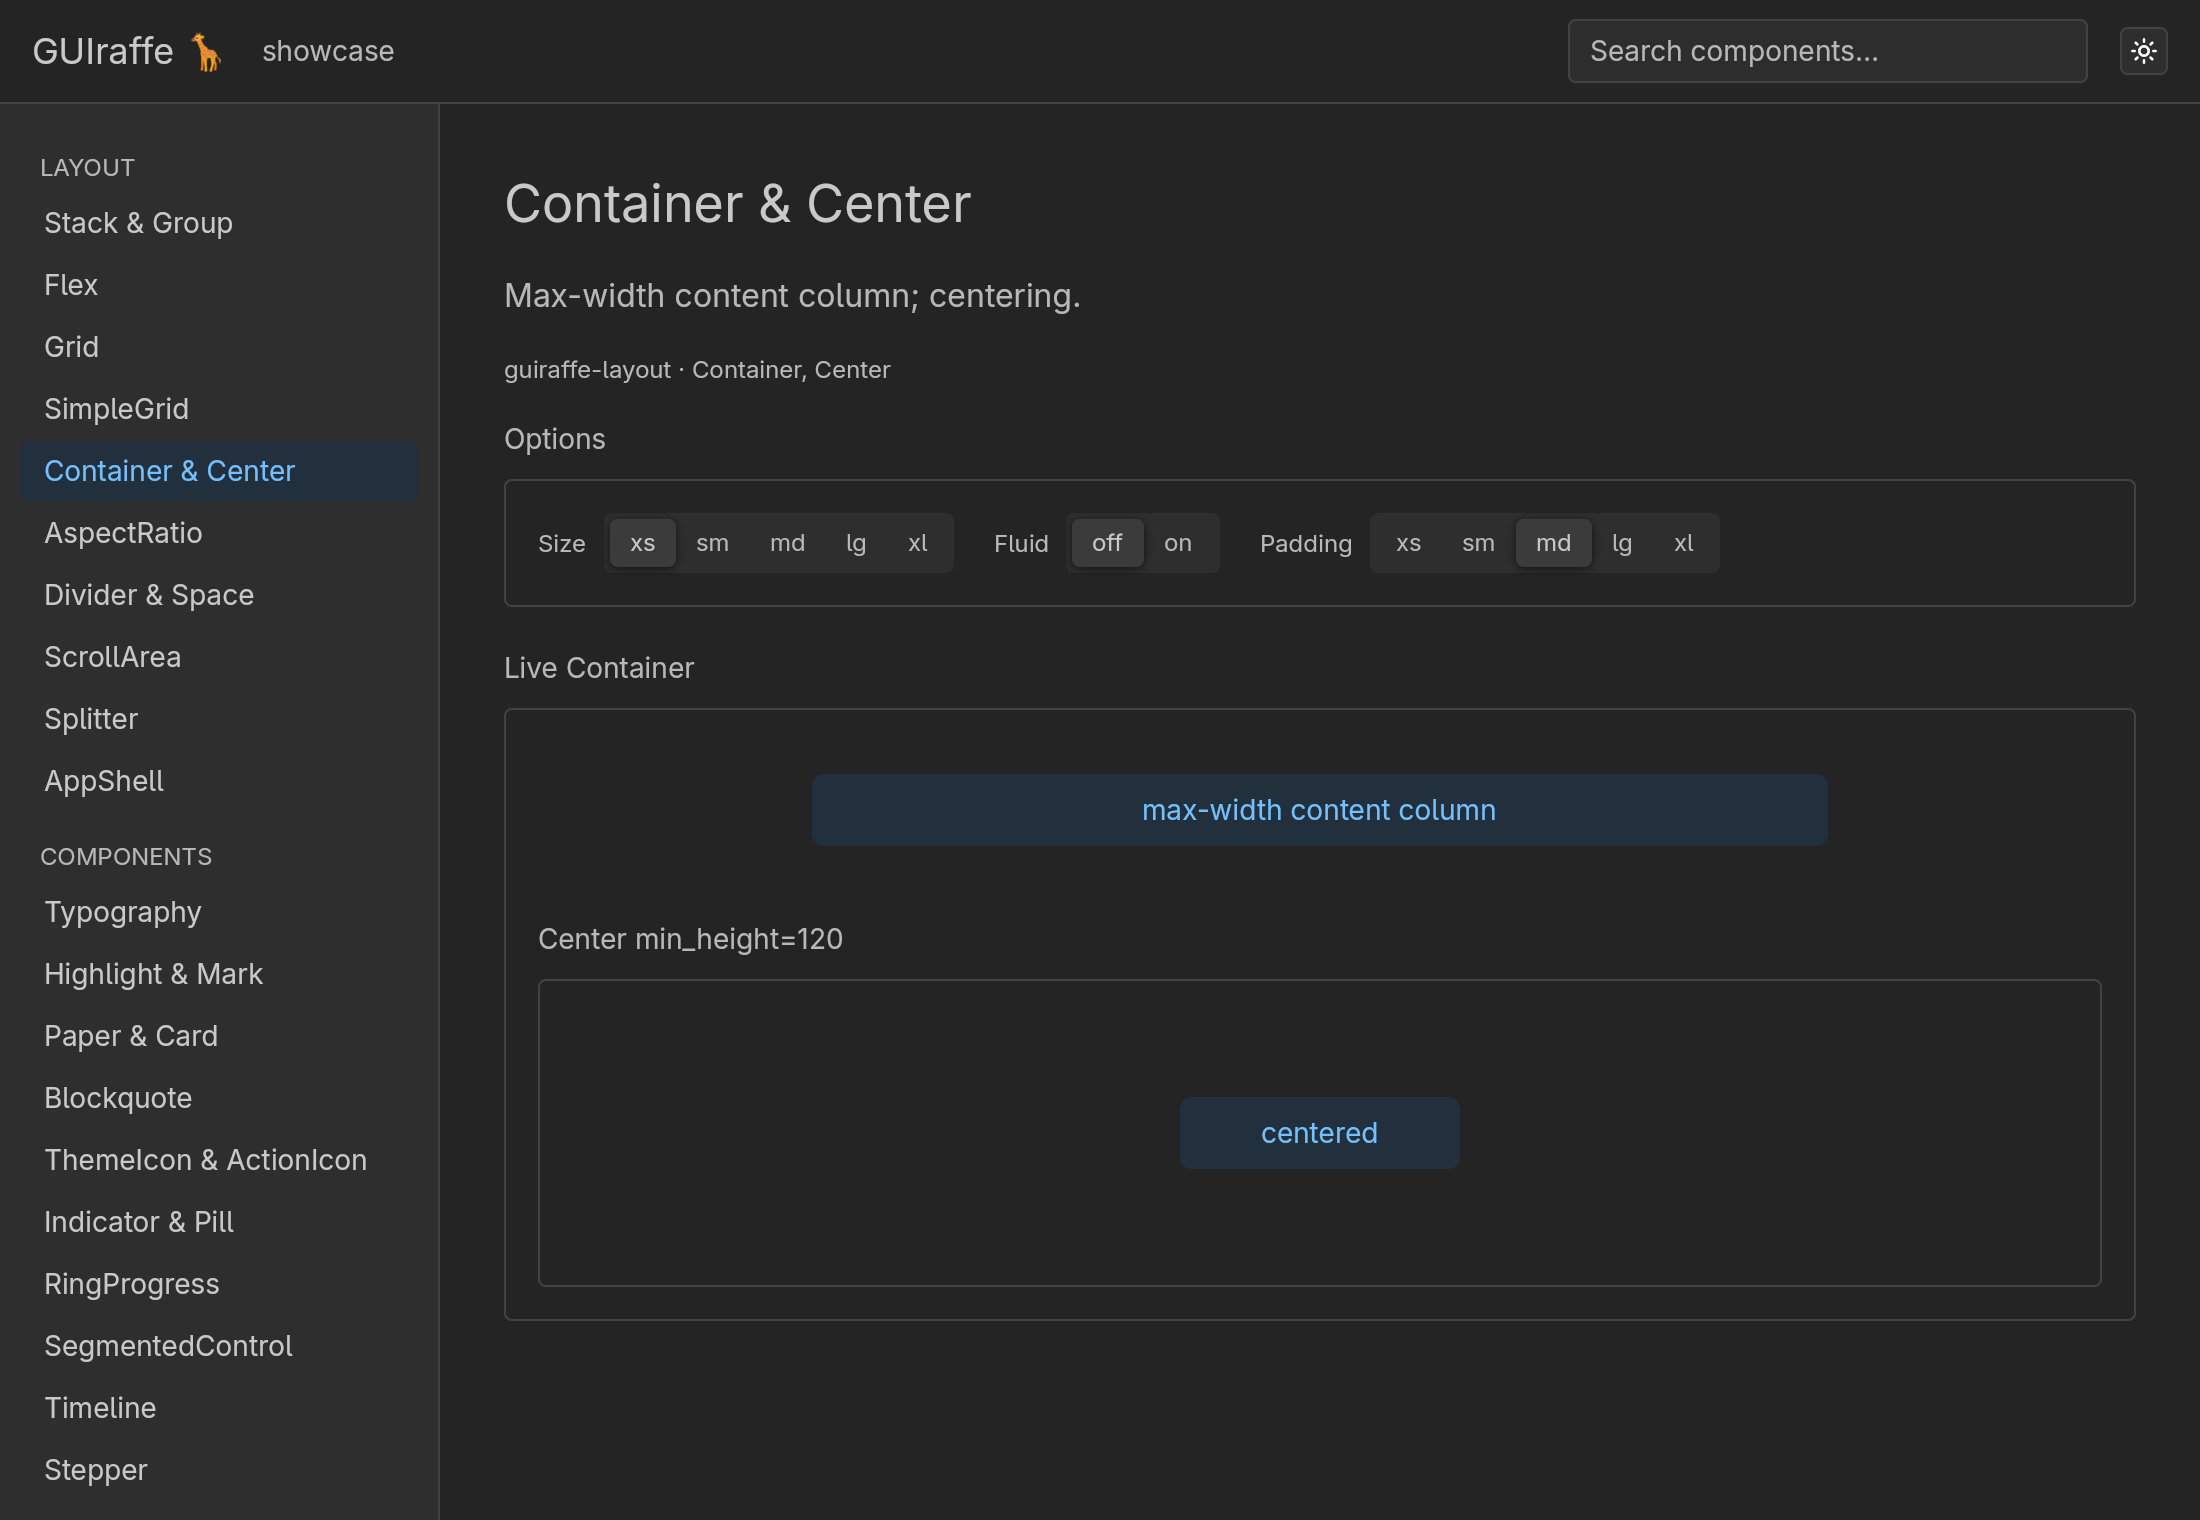 GUIraffe 🦒 showcase
Search components...
LAYOUT
Stack & Group
Flex
Grid
SimpleGrid
Container & Center
AspectRatio
Divider & Space
ScrollArea
Splitter
AppShell
COMPONENTS
Typography
Highlight & Mark
Paper & Card
Blockquote
ThemeIcon & ActionIcon
Indicator & Pill
RingProgress
SegmentedControl
Timeline
Stepper
Container & Center
Max-width content column; centering.
guiraffe-layout · Container, Center
Options
Size xs sm md lg xl Fluid off on Padding xs sm md lg xl
Live Container
max-width content column
Center min_height=120
centered